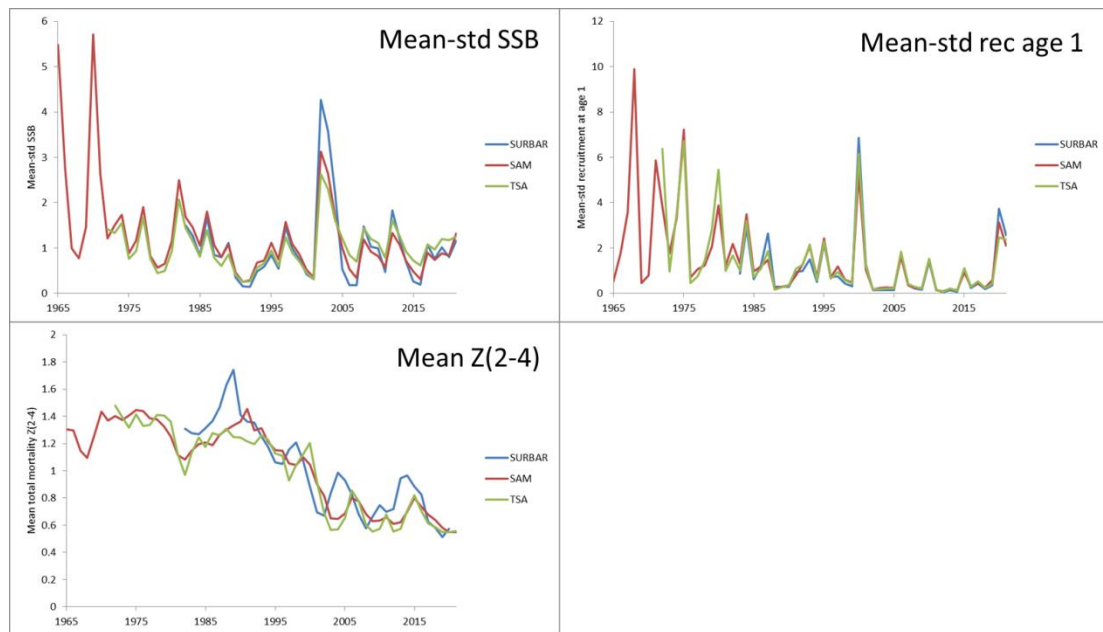 Mean-std SSB
6
5
4
3
2
1
0
Mean-std SSB
1965
1975
1985
1995
2005
2015
SURBAR
SAM
TSA
Mean-std rec age 1
12
10
8
6
4
2
0
Mean-std recruitment at age 1
1965
1975
1985
1995
2005
2015
SURBAR
SAM
TSA
Mean Z(2-4)
2
1.8
1.6
1.4
1.2
1
0.8
0.6
0.4
0.2
0
Mean total mortality Z(2-4)
1965
1975
1985
1995
2005
2015
SURBAR
SAM
TSA